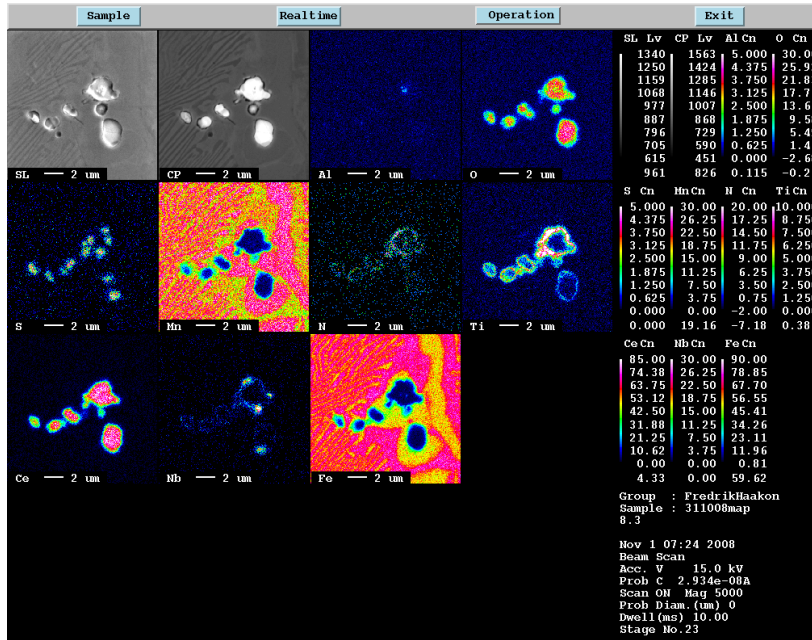 Sample Realtime Operation Exit
SL Lv CP Lv Al Cn O Cn
1340 1563 5.000 30.00
1250 1424 4.375 25.9
1159 1285 3.750 21.8
1068 1146 3.125 17.7
977 1007 2.500 13.6
887 868 1.875 9.5
796 729 1.250 5.4
705 590 0.625 1.4
615 451 0.000 -2.6
961 826 0.115 -0.2
SL 2 um CP 2 um Al 2 um O 2 um
S Cn Mn Cn N Cn Ti Cn
5.000 30.00 20.00 10.000
4.375 26.25 17.25 8.75
3.750 22.50 14.50 7.50
3.125 18.75 11.75 6.25
2.500 15.00 9.00 5.00
1.875 11.25 6.25 3.75
1.250 7.50 3.50 2.50
0.625 3.75 0.75 1.25
0.000 0.00 -2.00 0.00
0.000 19.16 -7.18 0.38
S 2 um Mn 2 um N 2 um Ti 2 um
Ce Cn Nb Cn Fe Cn
85.00 30.00 90.00
74.38 26.25 78.85
63.75 22.50 67.70
53.12 18.75 56.55
42.50 15.00 45.41
31.88 11.25 34.26
21.25 7.50 23.11
10.62 3.75 11.96
0.00 0.00 0.81
4.33 0.00 59.62
Ce 2 um Nb 2 um Fe 2 um
Group : FredrikHaakon
Sample : 311008map
8.3
Nov 1 07:24 2008
Beam Scan
Acc. V 15.0 kV
Prob C 2.934e-08A
Scan ON Mag 5000
Prob Diam.(um) 0
Dwell(ms) 10.00
Stage No.23